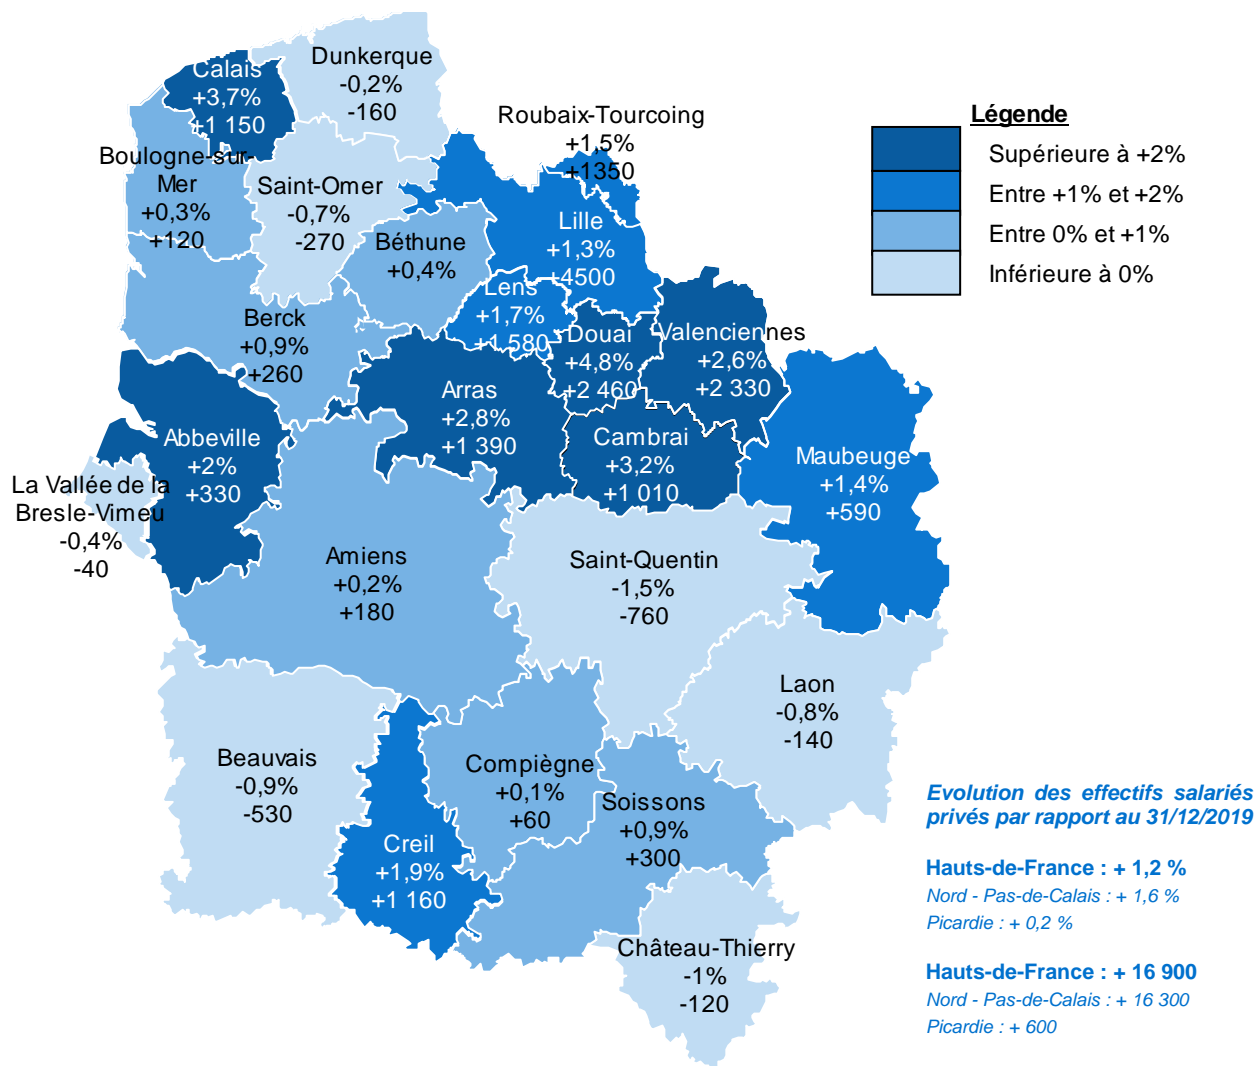 Dunkerque
-0,2%
-160
Calais
+3,7%
+1 150
Roubaix-Tourcoing
+1,5%
+1350
Légende
Supérieure à +2%
Entre +1% et +2%
Entre 0% et +1%
Inférieure à 0%
Boulogne-sur-
Mer
+0,3%
+120
Saint-Omer
-0,7%
-270
Béthune
+0,4%
Lille
+1,3%
+4500
Lens
+1,7%
+1 580
Douai
+4,8%
+2 460
Valenciennes
+2,6%
+2 330
Berck
+0,9%
+260
Arras
+2,8%
+1 390
Cambrai
+3,2%
+1 010
Maubeuge
+1,4%
+590
Abbeville
+2%
+330
La Vallée de la
Bresle-Vimeu
-0,4%
-40
Amiens
+0,2%
+180
Saint-Quentin
-1,5%
-760
Laon
-0,8%
-140
Beauvais
-0,9%
-530
Compiègne
+0,1%
+60
Soissons
+0,9%
+300
Creil
+1,9%
+1 160
Château-Thierry
-1%
-120
Evolution des effectifs salariés
privés par rapport au 31/12/2019
Hauts-de-France : + 1,2 %
Nord - Pas-de-Calais : + 1,6 %
Picardie : + 0,2 %
Hauts-de-France : + 16 900
Nord - Pas-de-Calais : + 16 300
Picardie : + 600